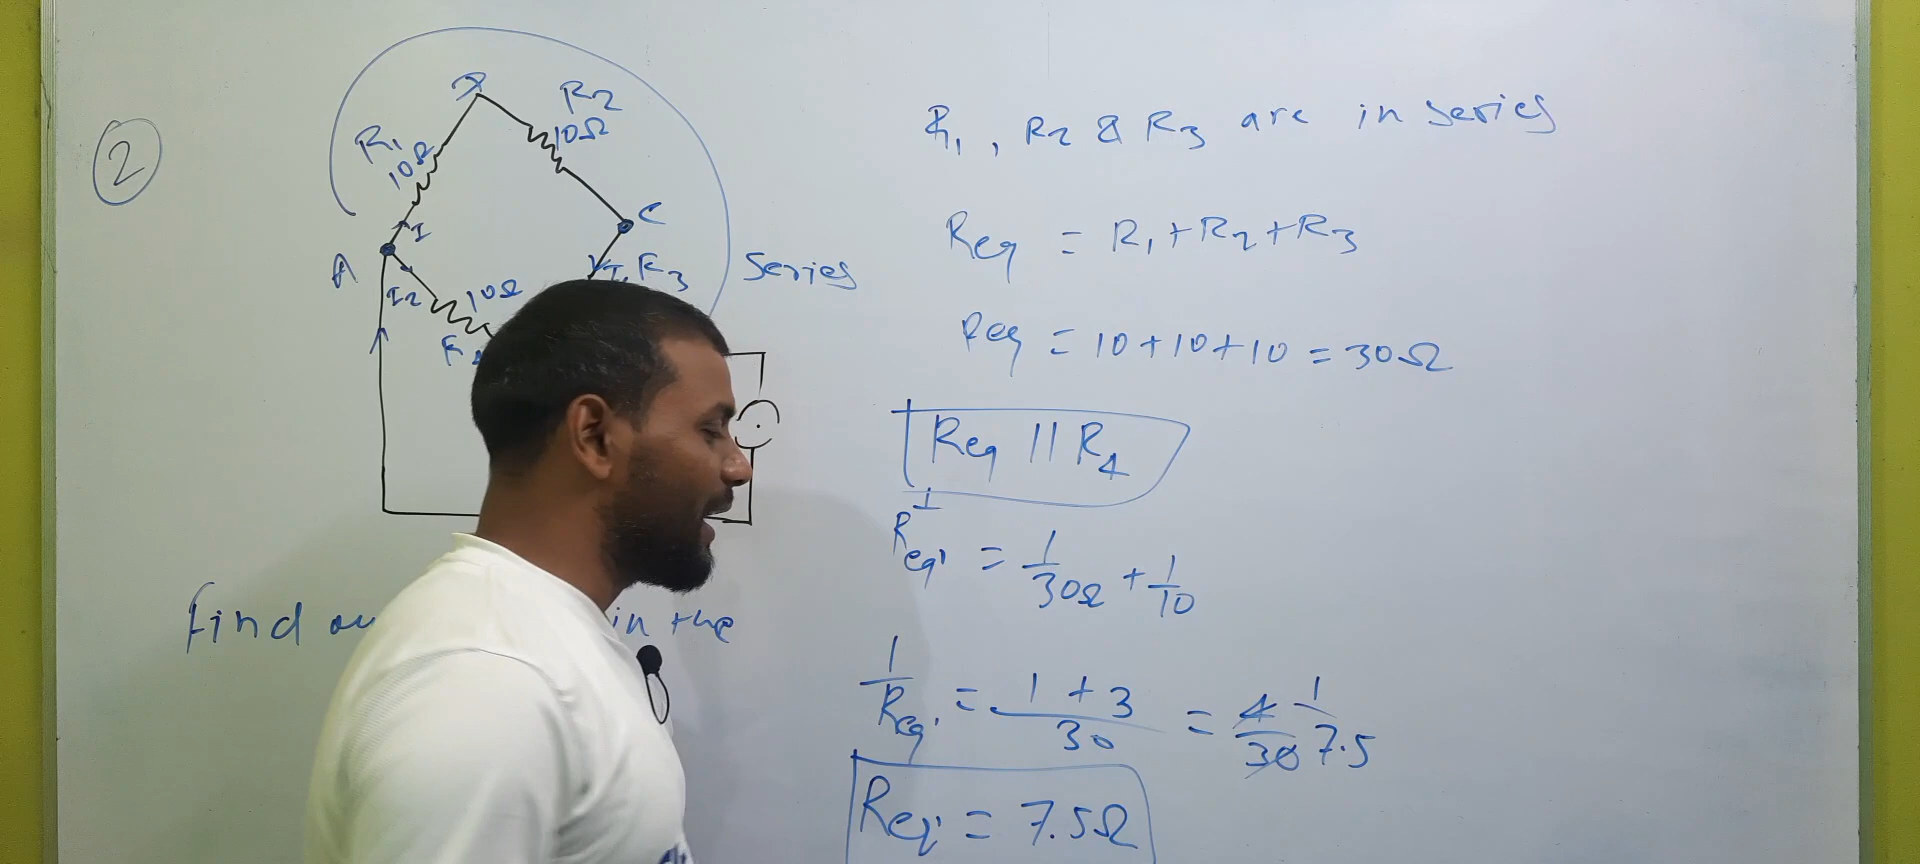 2
R2
10Ω
R1
10Ω
C
I
A
R3
Series
I2
10Ω
find in the
R1, R2 & R3 are in series
Req = R1+R2+R3
Req = 10+10+10 = 30Ω
Req || R4
1/Req' = 1/30Ω + 1/10
1/Req' = 1+3/30 = 4/30 1/7.5
Req' = 7.5Ω